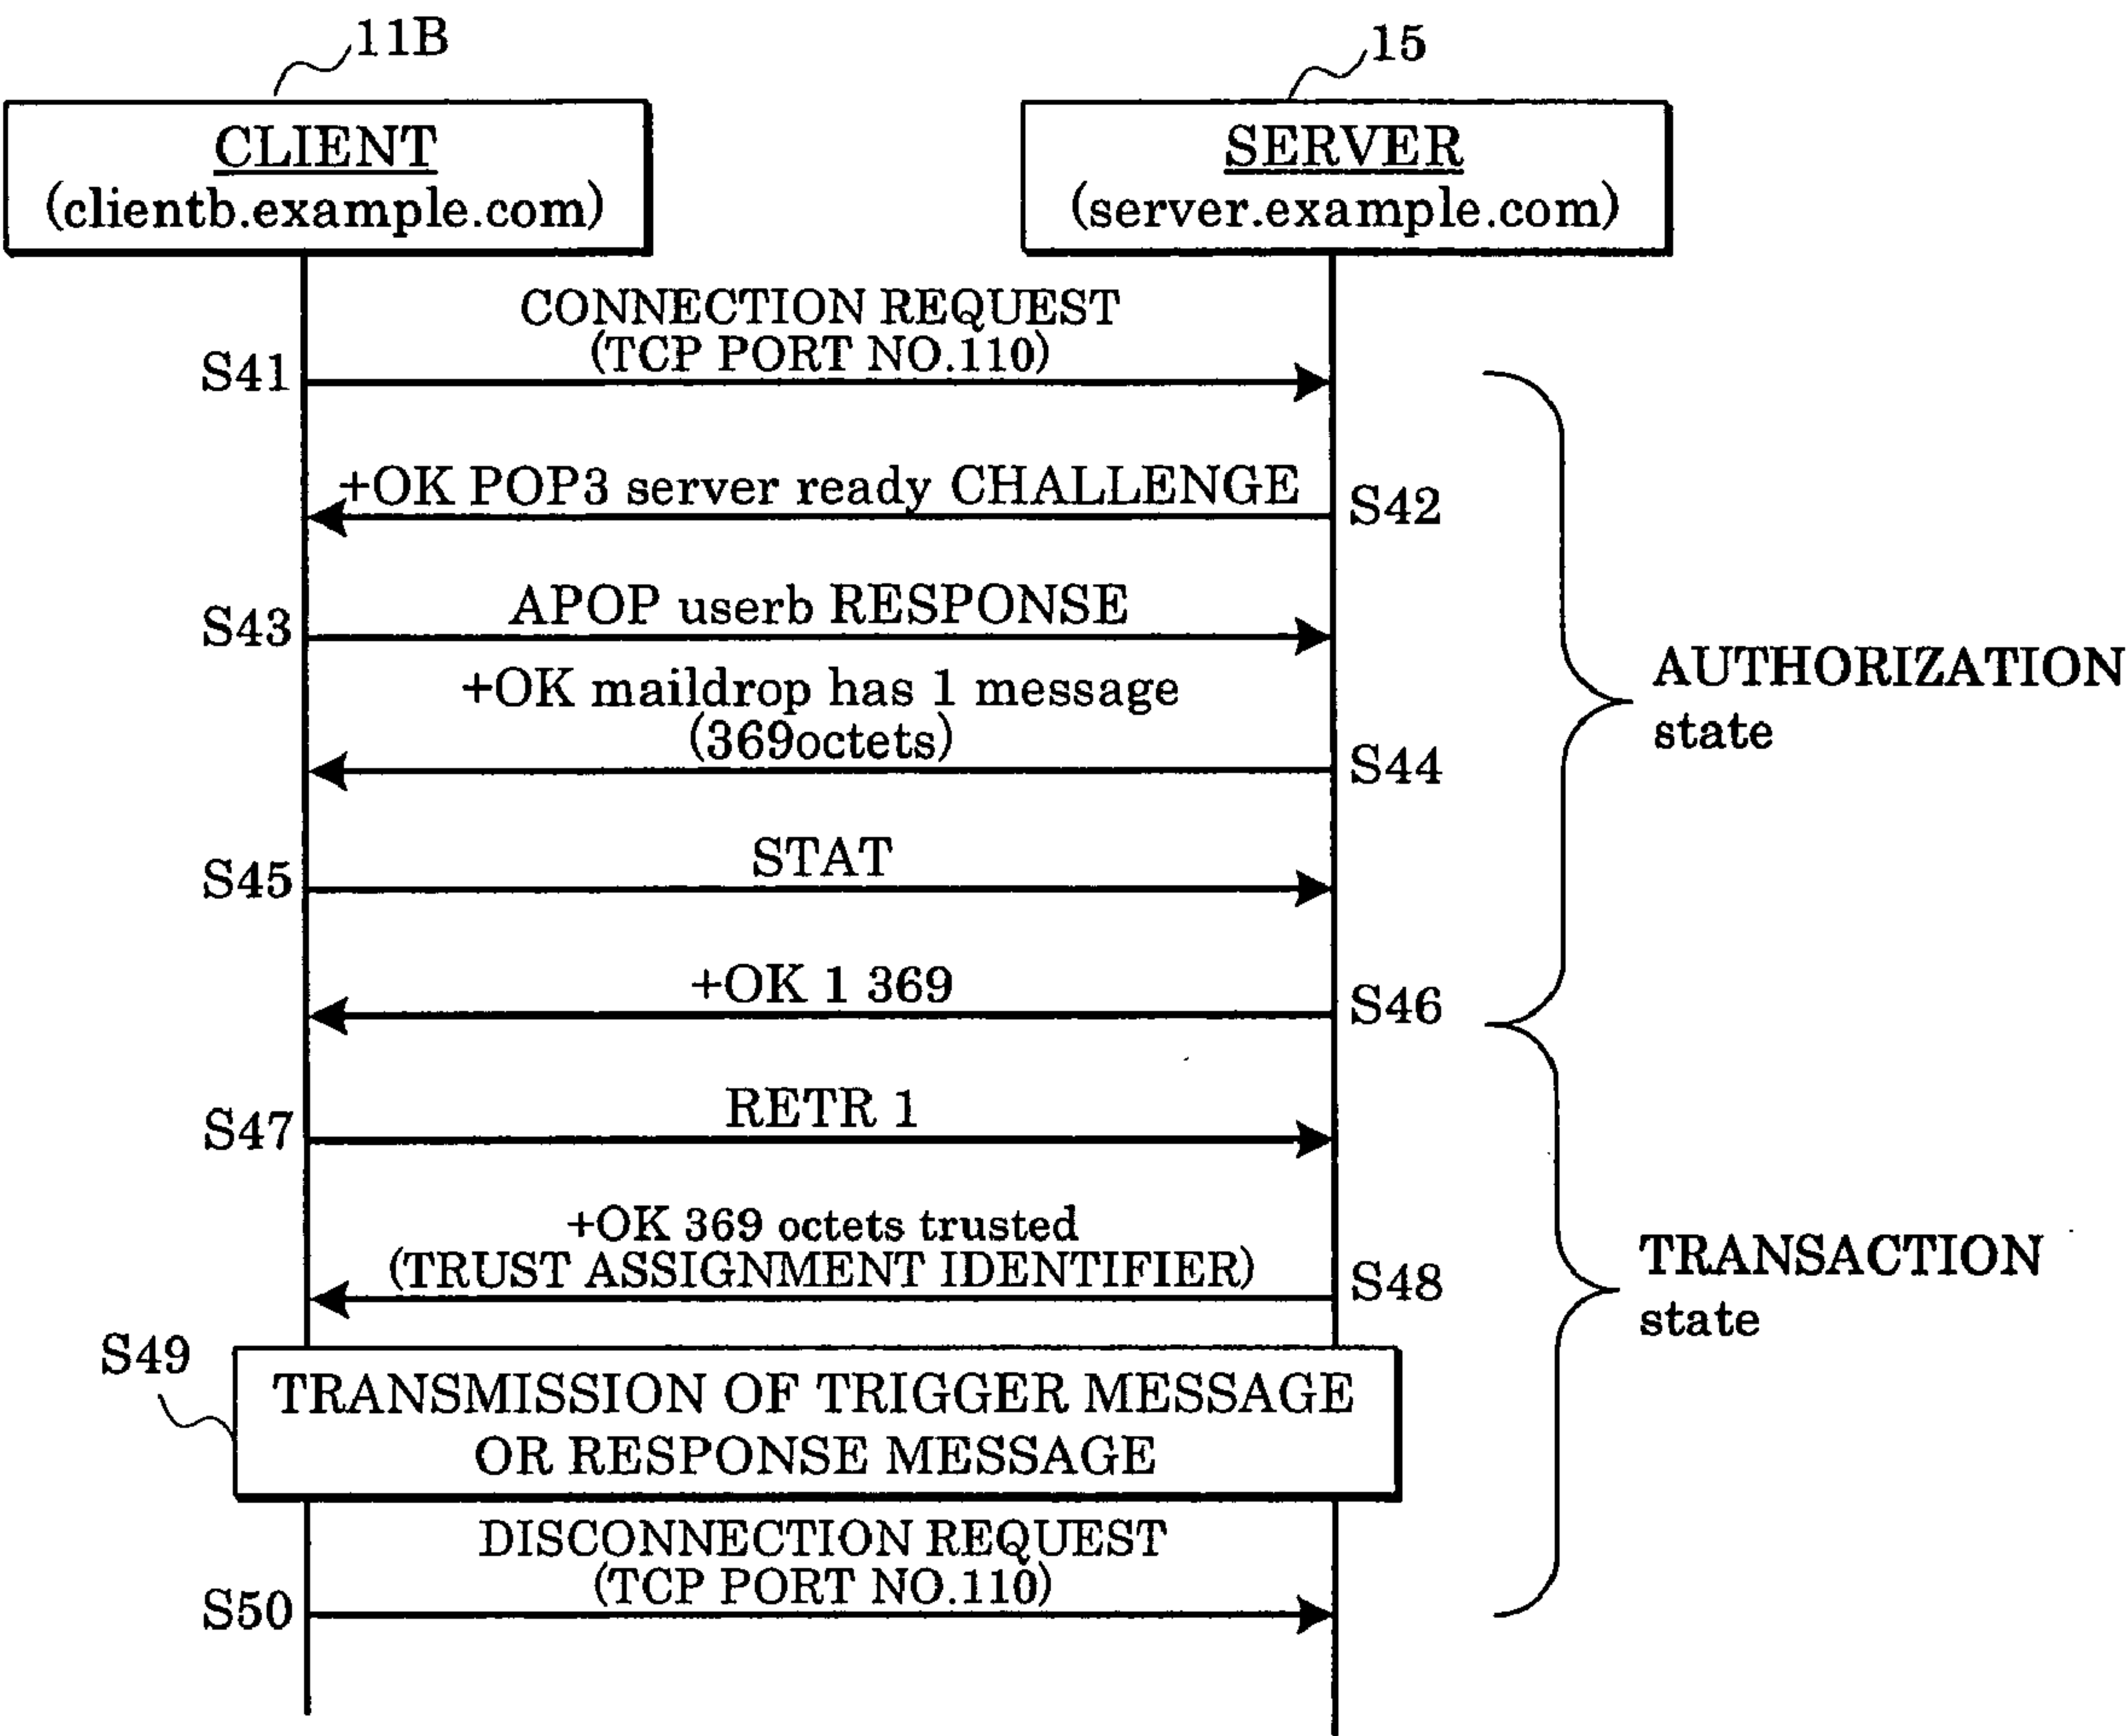 11B
15
CLIENT
(clientb.example.com)
SERVER
(server.example.com)
CONNECTION REQUEST
(TCP PORT NO.110)
S41
+OK POP3 server ready CHALLENGE
S42
APOP userb RESPONSE
S43
+OK maildrop has 1 message
(369octets)
S44
AUTHORIZATION
state
STAT
S45
+OK 1 369
S46
RETR 1
S47
+OK 369 octets trusted
(TRUST ASSIGNMENT IDENTIFIER)
S48
TRANSACTION
state
S49
TRANSMISSION OF TRIGGER MESSAGE
OR RESPONSE MESSAGE
DISCONNECTION REQUEST
(TCP PORT NO.110)
S50